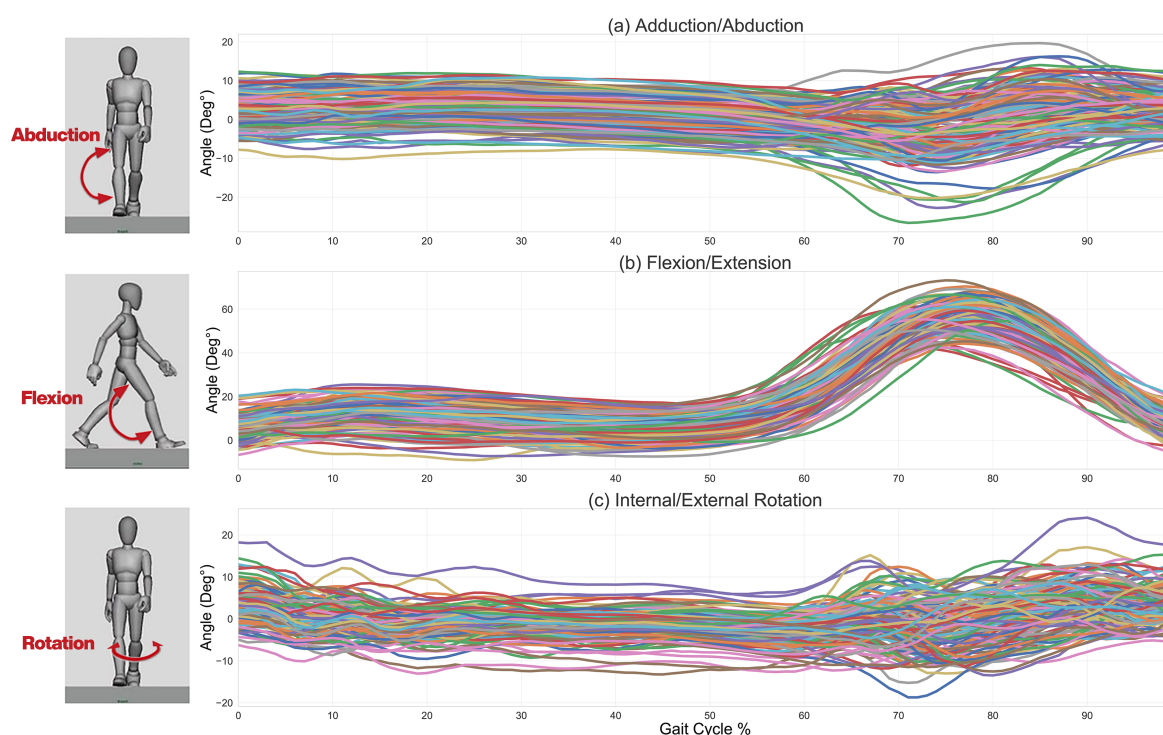 (a) Adduction/Abduction
Abduction
Angle (Deg°)
20
10
0
−10
−20
0 10 20 30 40 50 60 70 80 90
(b) Flexion/Extension
Flexion
Angle (Deg°)
60
40
20
0
0 10 20 30 40 50 60 70 80 90
(c) Internal/External Rotation
Rotation
Angle (Deg°)
20
10
0
−10
−20
0 10 20 30 40 50 60 70 80 90
Gait Cycle %